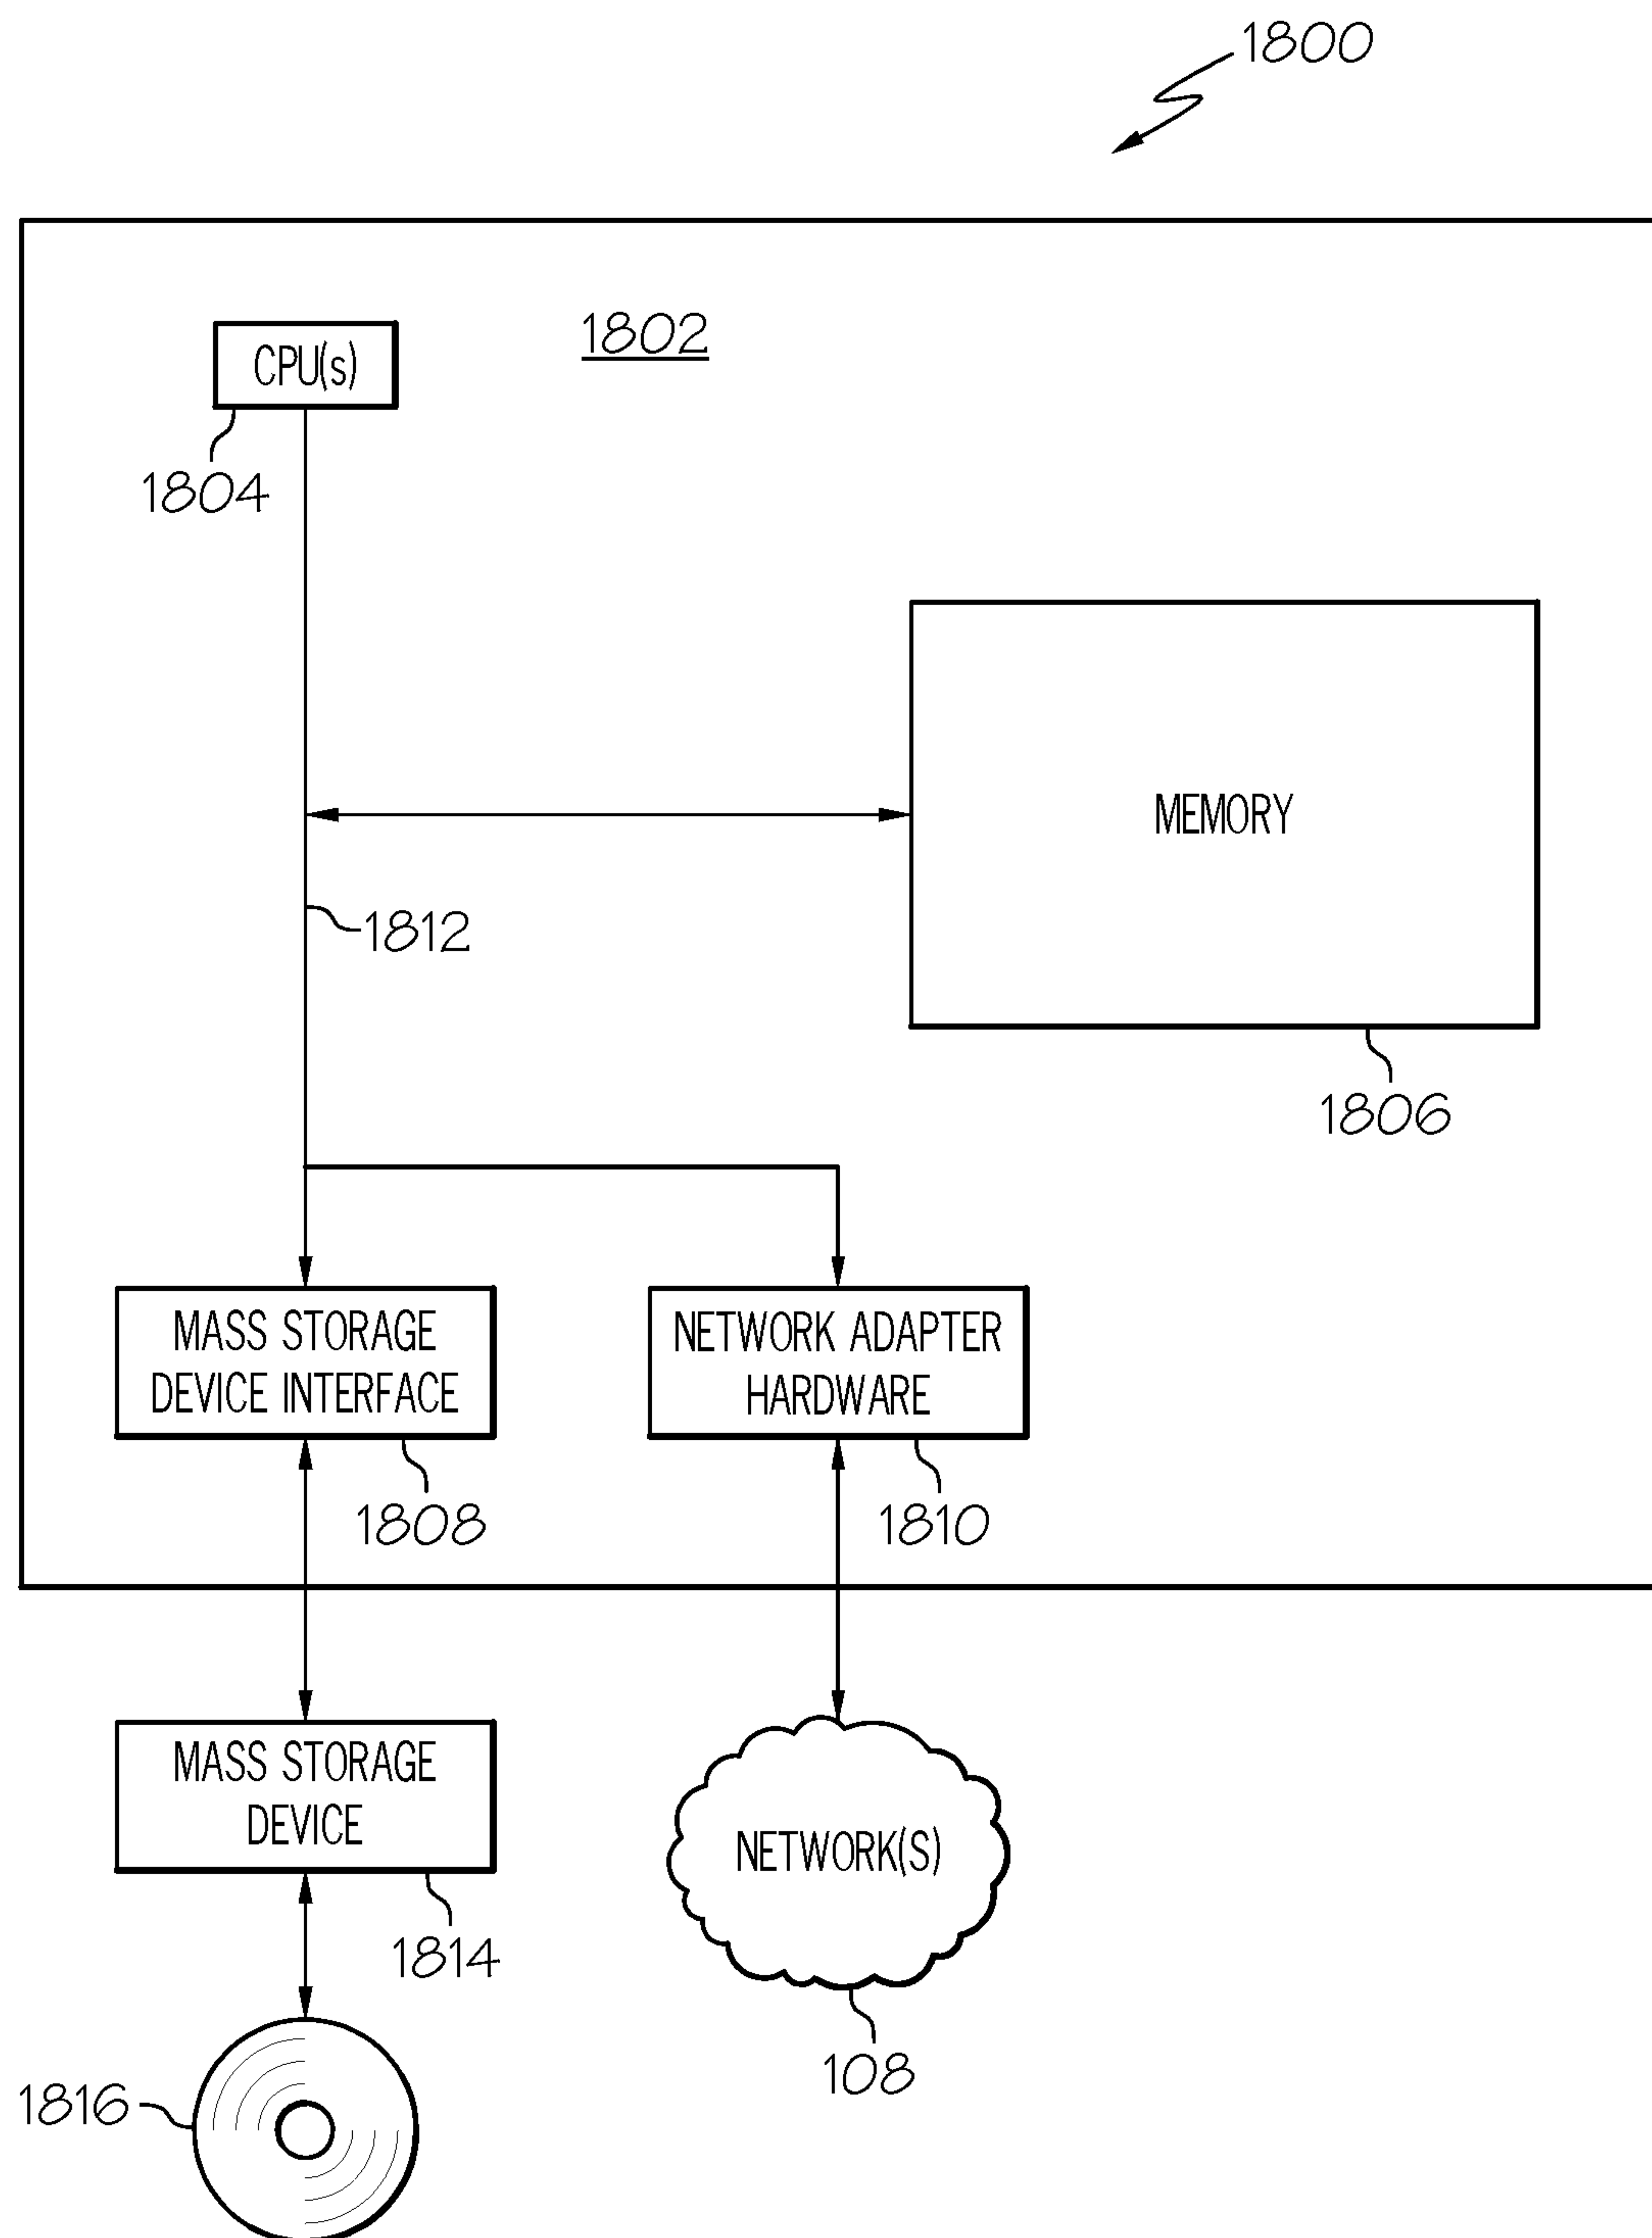 1800
1802
CPU(s)
1804
MEMORY
1812
1806
MASS STORAGE
DEVICE INTERFACE
NETWORK ADAPTER
HARDWARE
1808
1810
MASS STORAGE
DEVICE
NETWORK(S)
1814
108
1816